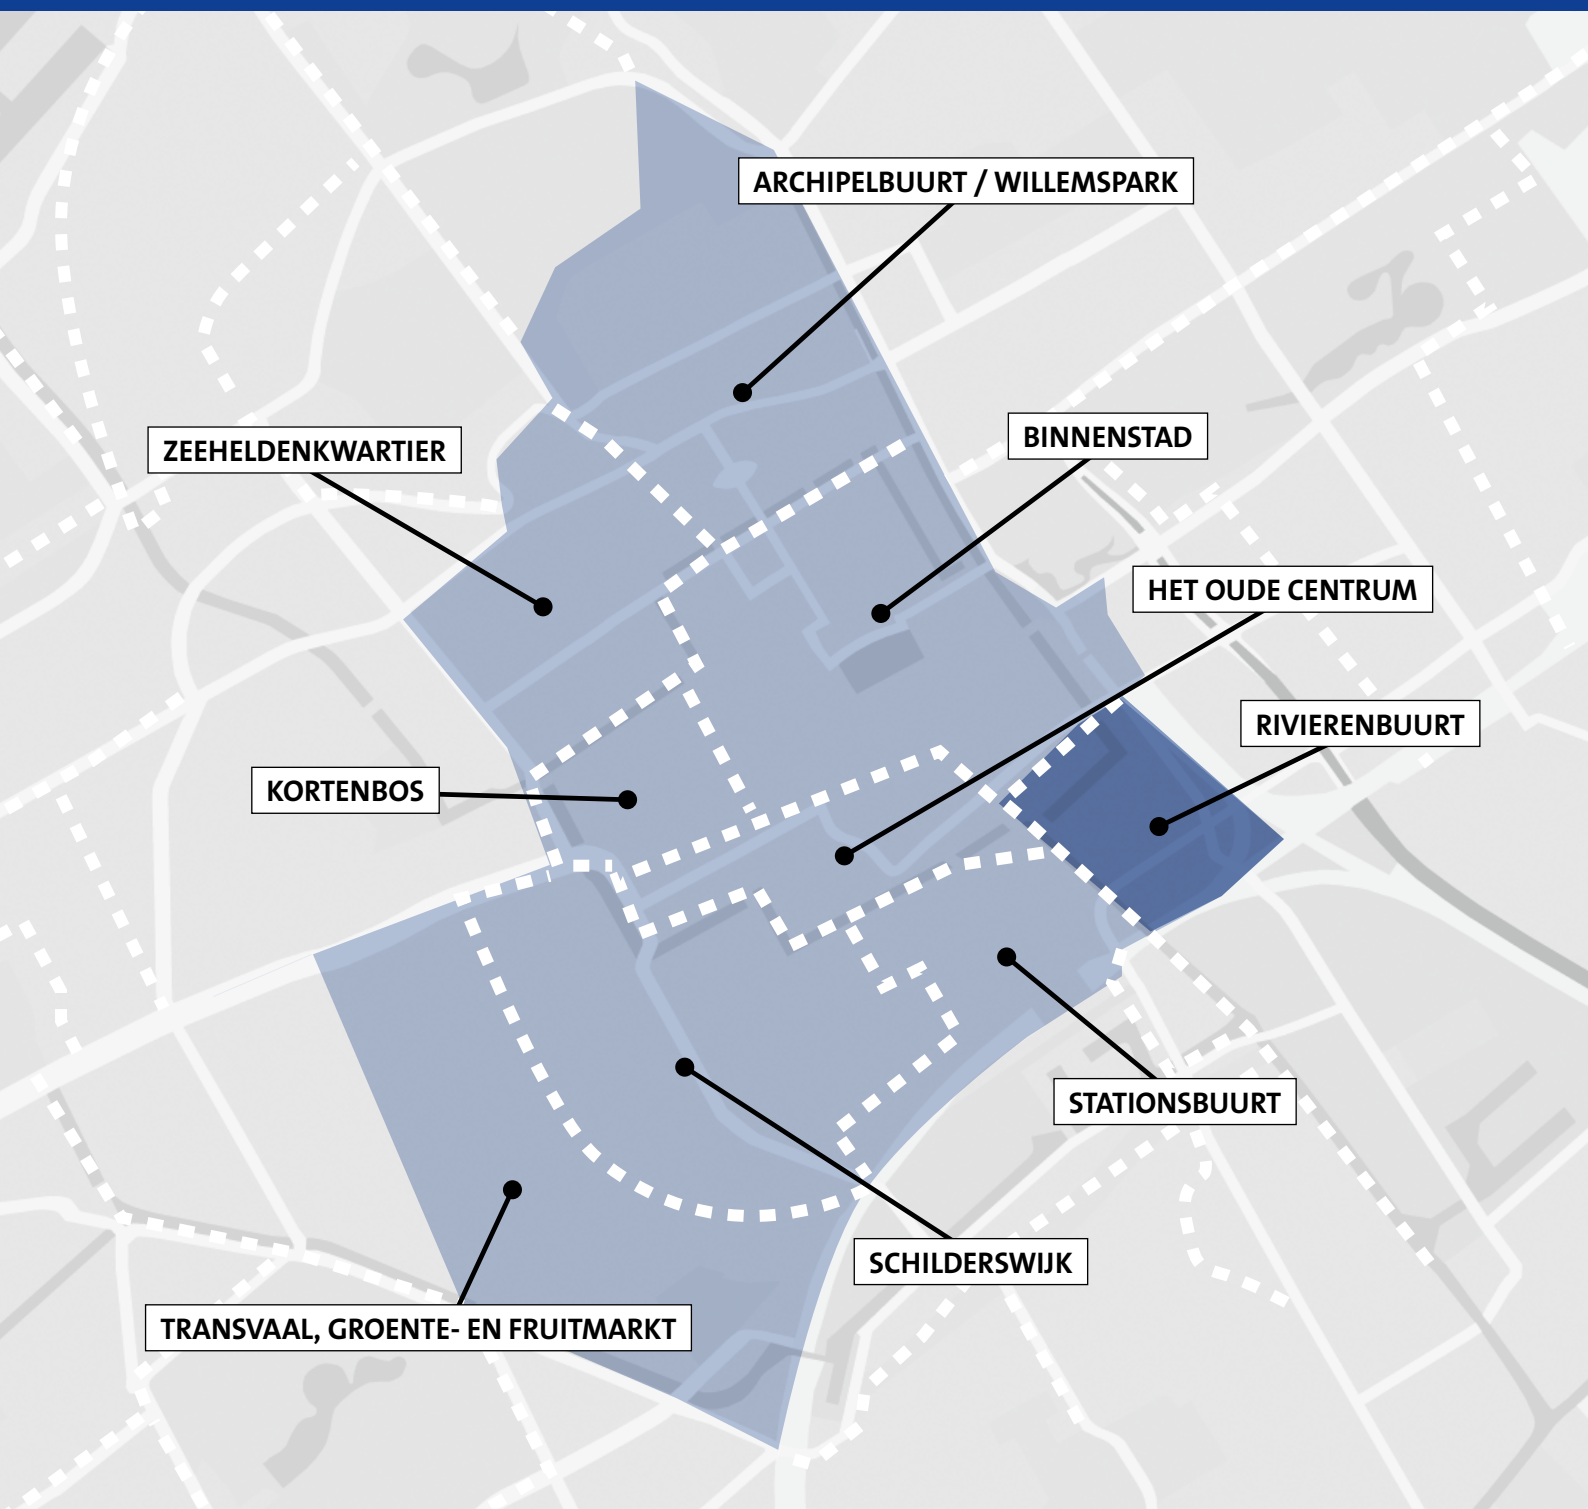 ARCHIPELBUURT / WILLEMSPARK
BINNENSTAD
ZEEHELDENKWARTIER
HET OUDE CENTRUM
RIVIERENBUURT
KORTENBOS
STATIONSBUURT
SCHILDERSWIJK
TRANSVAAL, GROENTE- EN FRUITMARKT